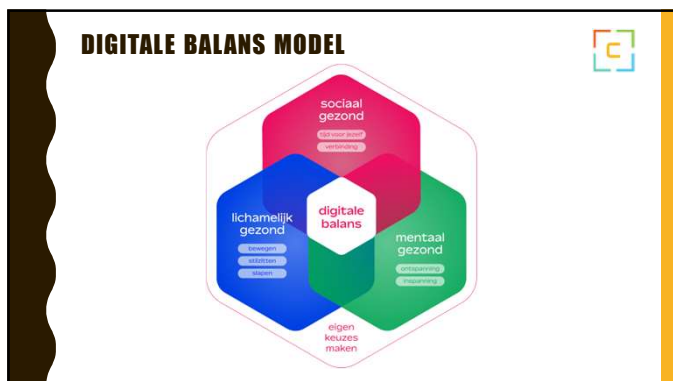 DIGITALE BALANS MODEL
C
sociaal
gezond
tijd voor jezelf
verbinding
lichamelijk
gezond
bewegen
slapen
digitale
balans
mentaal
gezond
ontspanning
inspanning
eigen
keuzes
maken